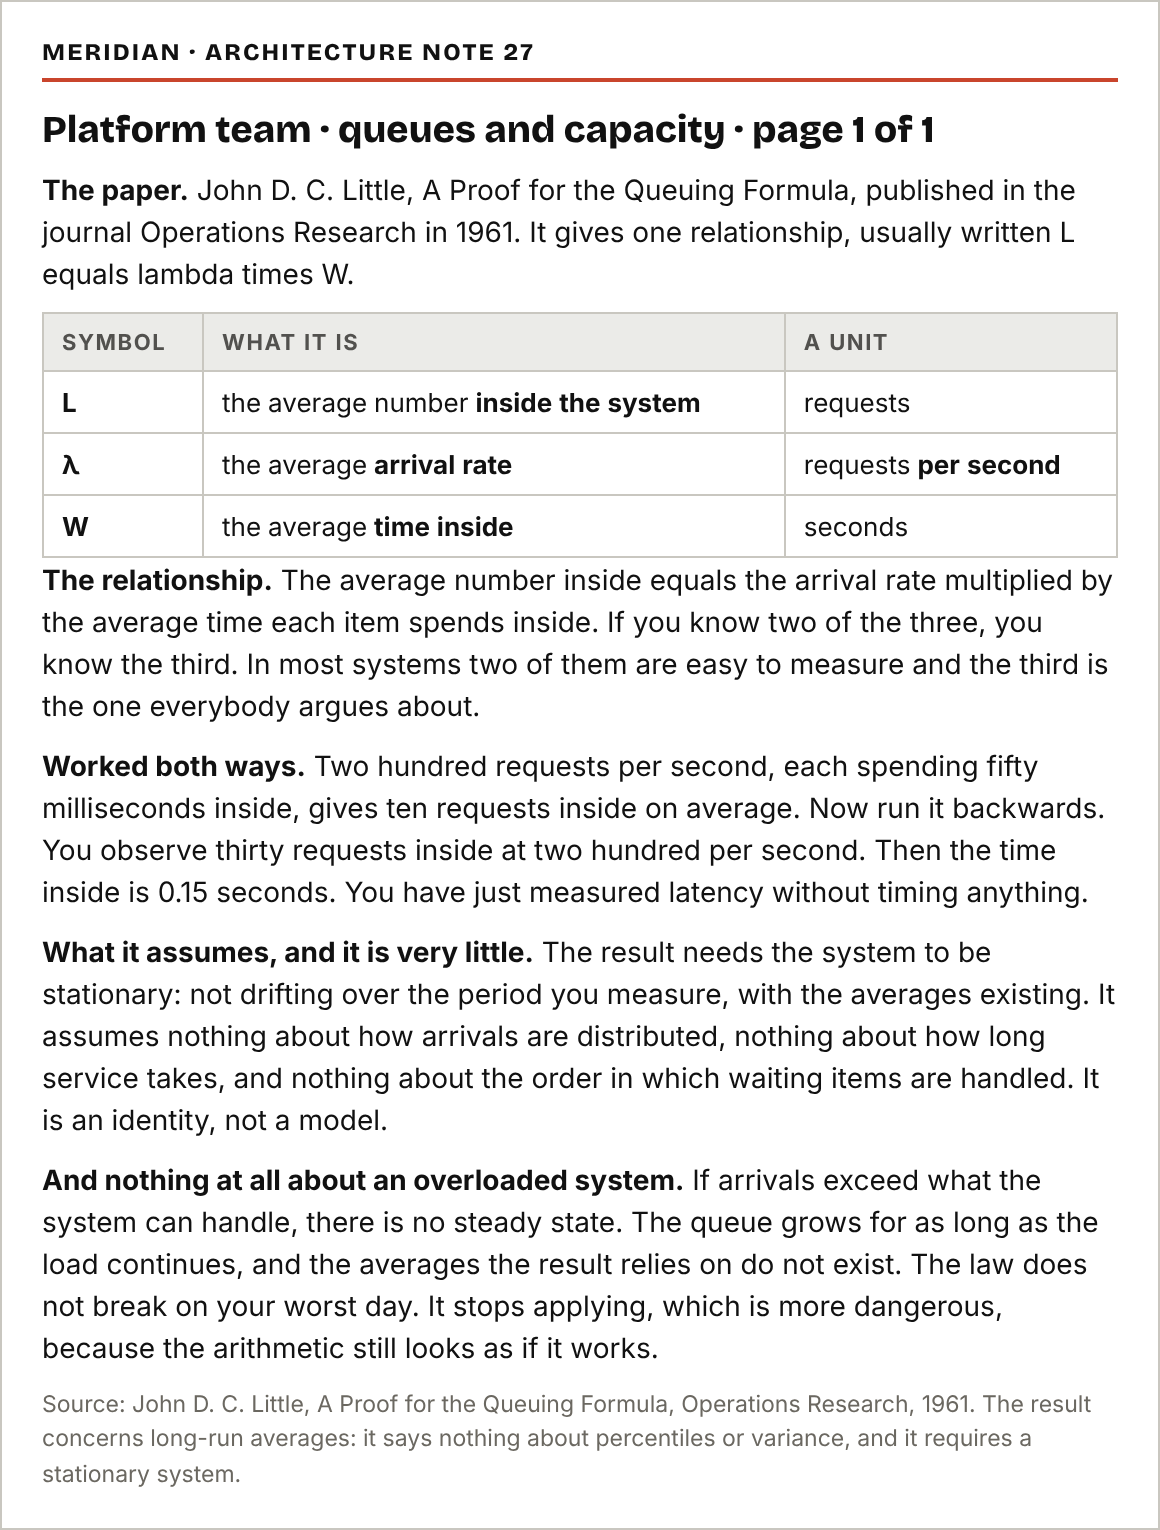 MERIDIAN · ARCHITECTURE NOTE 27
Platform team · queues and capacity · page 1 of 1
The paper. John D. C. Little, A Proof for the Queuing Formula, published in the
journal Operations Research in 1961. It gives one relationship, usually written L
equals lambda times W.
SYMBOL WHAT IT IS A UNIT
L the average number inside the system requests
λ the average arrival rate requests per second
W the average time inside seconds
The relationship. The average number inside equals the arrival rate multiplied by
the average time each item spends inside. If you know two of the three, you
know the third. In most systems two of them are easy to measure and the third is
the one everybody argues about.
Worked both ways. Two hundred requests per second, each spending fifty
milliseconds inside, gives ten requests inside on average. Now run it backwards.
You observe thirty requests inside at two hundred per second. Then the time
inside is 0.15 seconds. You have just measured latency without timing anything.
What it assumes, and it is very little. The result needs the system to be
stationary: not drifting over the period you measure, with the averages existing. It
assumes nothing about how arrivals are distributed, nothing about how long
service takes, and nothing about the order in which waiting items are handled. It
is an identity, not a model.
And nothing at all about an overloaded system. If arrivals exceed what the
system can handle, there is no steady state. The queue grows for as long as the
load continues, and the averages the result relies on do not exist. The law does
not break on your worst day. It stops applying, which is more dangerous,
because the arithmetic still looks as if it works.
Source: John D. C. Little, A Proof for the Queuing Formula, Operations Research, 1961. The result
concerns long-run averages: it says nothing about percentiles or variance, and it requires a
stationary system.